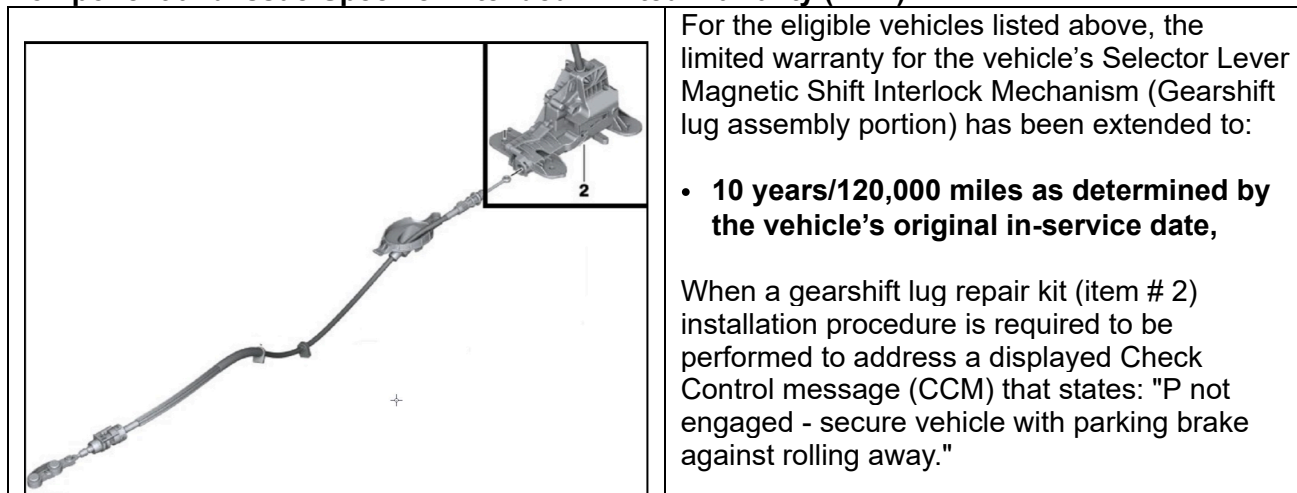 2
For the eligible vehicles listed above, the
limited warranty for the vehicle’s Selector Lever
Magnetic Shift Interlock Mechanism (Gearshift
lug assembly portion) has been extended to:
• 10 years/120,000 miles as determined by
the vehicle’s original in-service date,
When a gearshift lug repair kit (item # 2)
installation procedure is required to be
performed to address a displayed Check
Control message (CCM) that states: "P not
engaged - secure vehicle with parking brake
against rolling away."